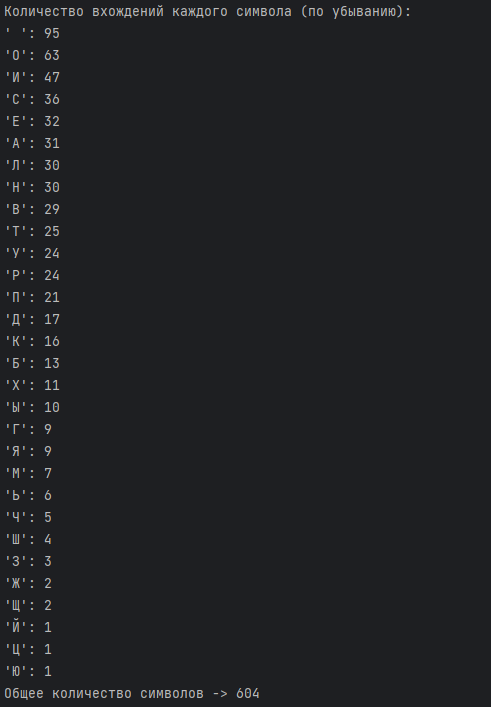 Количество вхождений каждого символа (по убыванию):
' ': 95
'О': 63
'И': 47
'С': 36
'Е': 32
'А': 31
'Л': 30
'Н': 30
'В': 29
'Т': 25
'У': 24
'Р': 24
'П': 21
'Д': 17
'К': 16
'Б': 13
'Х': 11
'Ы': 10
'Г': 9
'Я': 9
'М': 7
'Ь': 6
'Ч': 5
'Ш': 4
'З': 3
'Ж': 2
'Щ': 2
'Й': 1
'Ц': 1
'Ю': 1
Общее количество символов -> 604